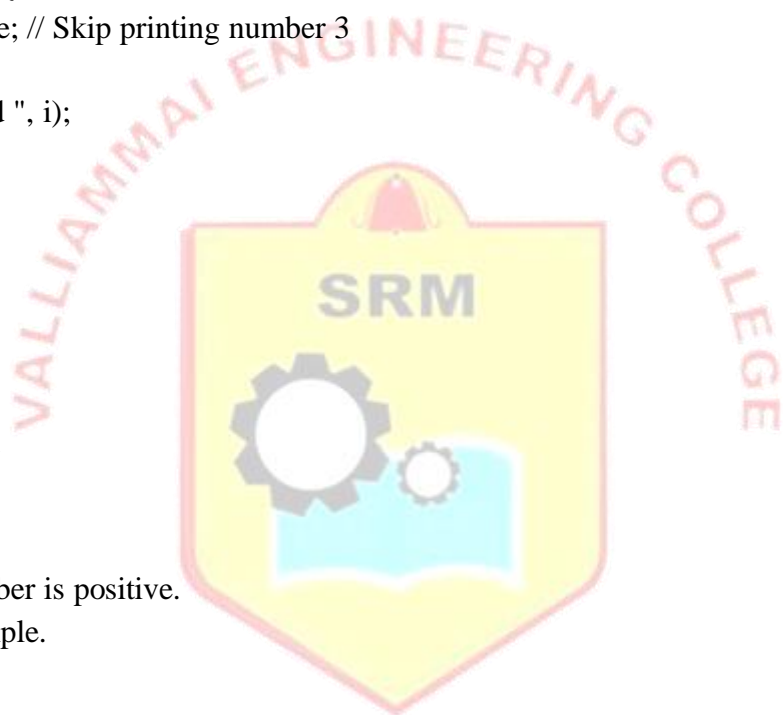 e; // Skip printing number 3
d ", i);
VALLIAMMAI ENGINEERING COLLEGE
SRM
ber is positive.
ple.